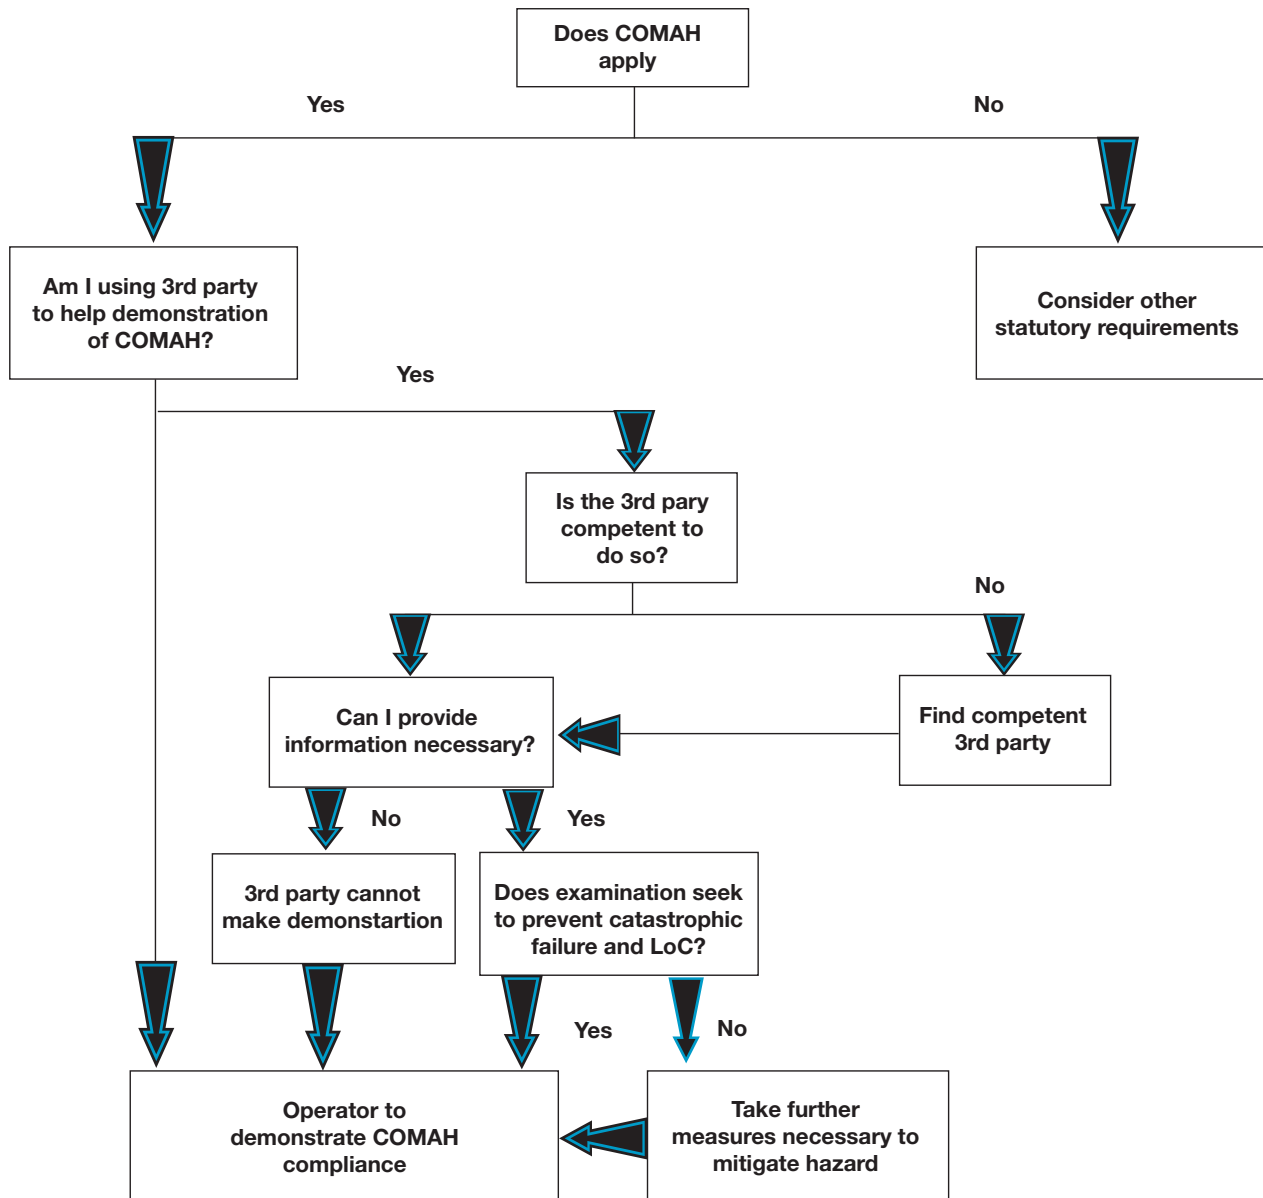 Does COMAH
apply
Yes
No
Am I using 3rd party
to help demonstration
of COMAH?
Consider other
statutory requirements
Yes
Is the 3rd pary
competent to
do so?
No
Can I provide
information necessary?
Find competent
3rd party
No
Yes
3rd party cannot
make demonstartion
Does examination seek
to prevent catastrophic
failure and LoC?
Yes
No
Operator to
demonstrate COMAH
compliance
Take further
measures necessary to
mitigate hazard